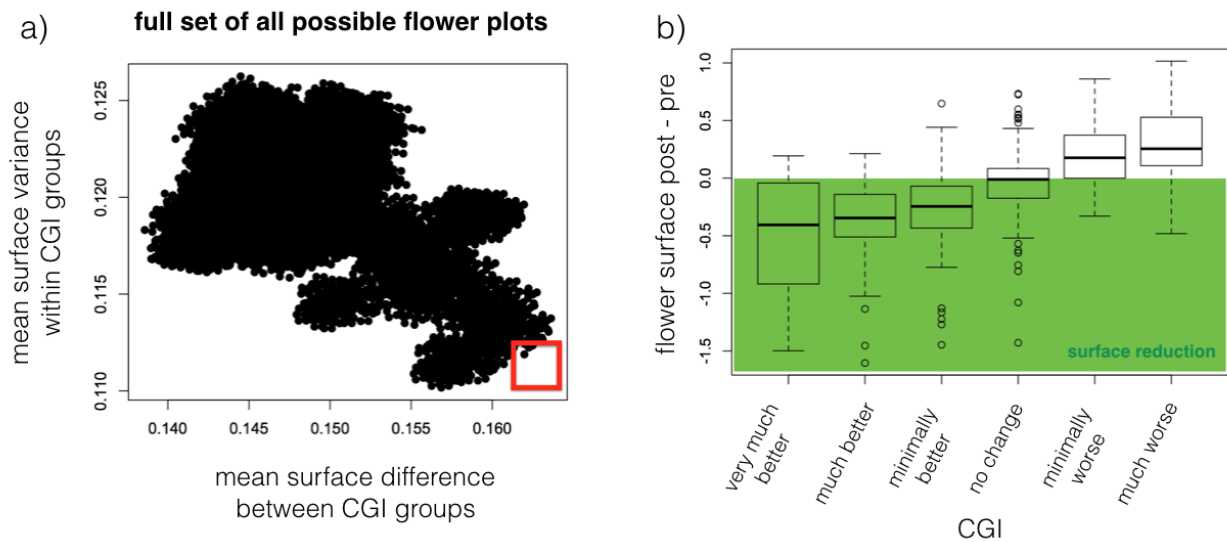 a)
full set of all possible flower plots
mean surface variance
within CGI groups
0.125
0.120
0.115
0.110
0.140
0.145
0.150
0.155
0.160
mean surface difference
between CGI groups
b)
flower surface post - pre
1.0
0.5
0.0
-0.5
-1.0
-1.5
surface reduction
very much
better
much better
minimally
better
no change
minimally
worse
much worse
CGI